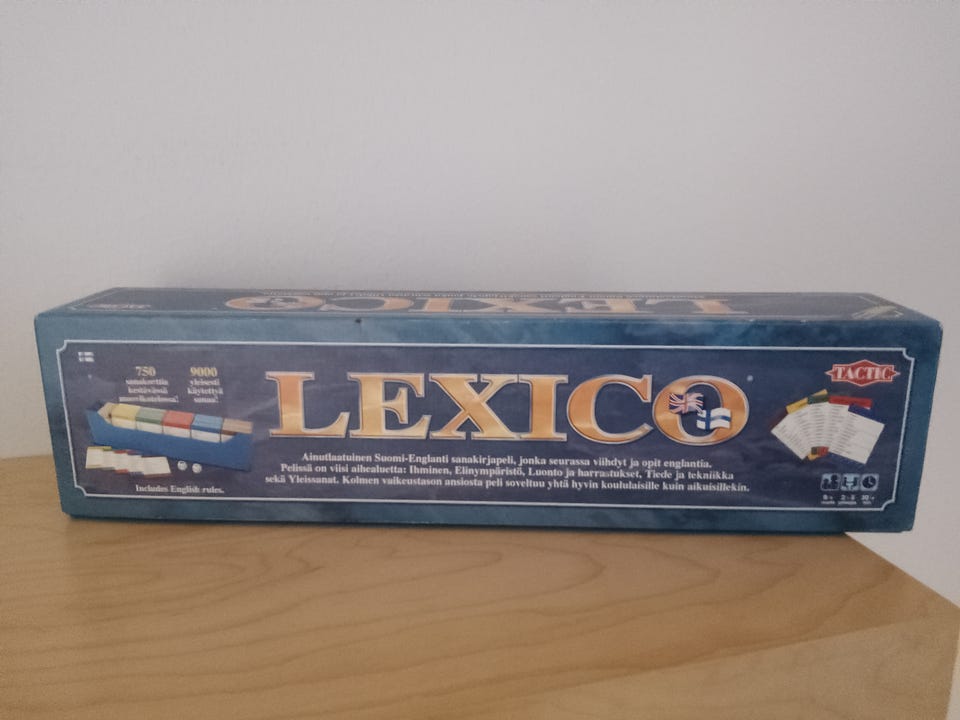 LEXICO
750
sanakorttia
kestävässä
muovikotelossa!
9000
yleisesti
käytettyä
sanaa!
LEXICO
TACTIC
Ainutlaatuinen Suomi-Englanti sanakirjapeli, jonka seurassa viihdyt ja opit englantia.
Pelissä on viisi aihealuetta: Ihminen, Elinympäristö, Luonto ja harrastukset, Tiede ja tekniikka
sekä Yleissanat. Kolmen vaikeustason ansiosta peli soveltuu yhtä hyvin koululaisille kuin aikuisillekin.
Includes English rules.